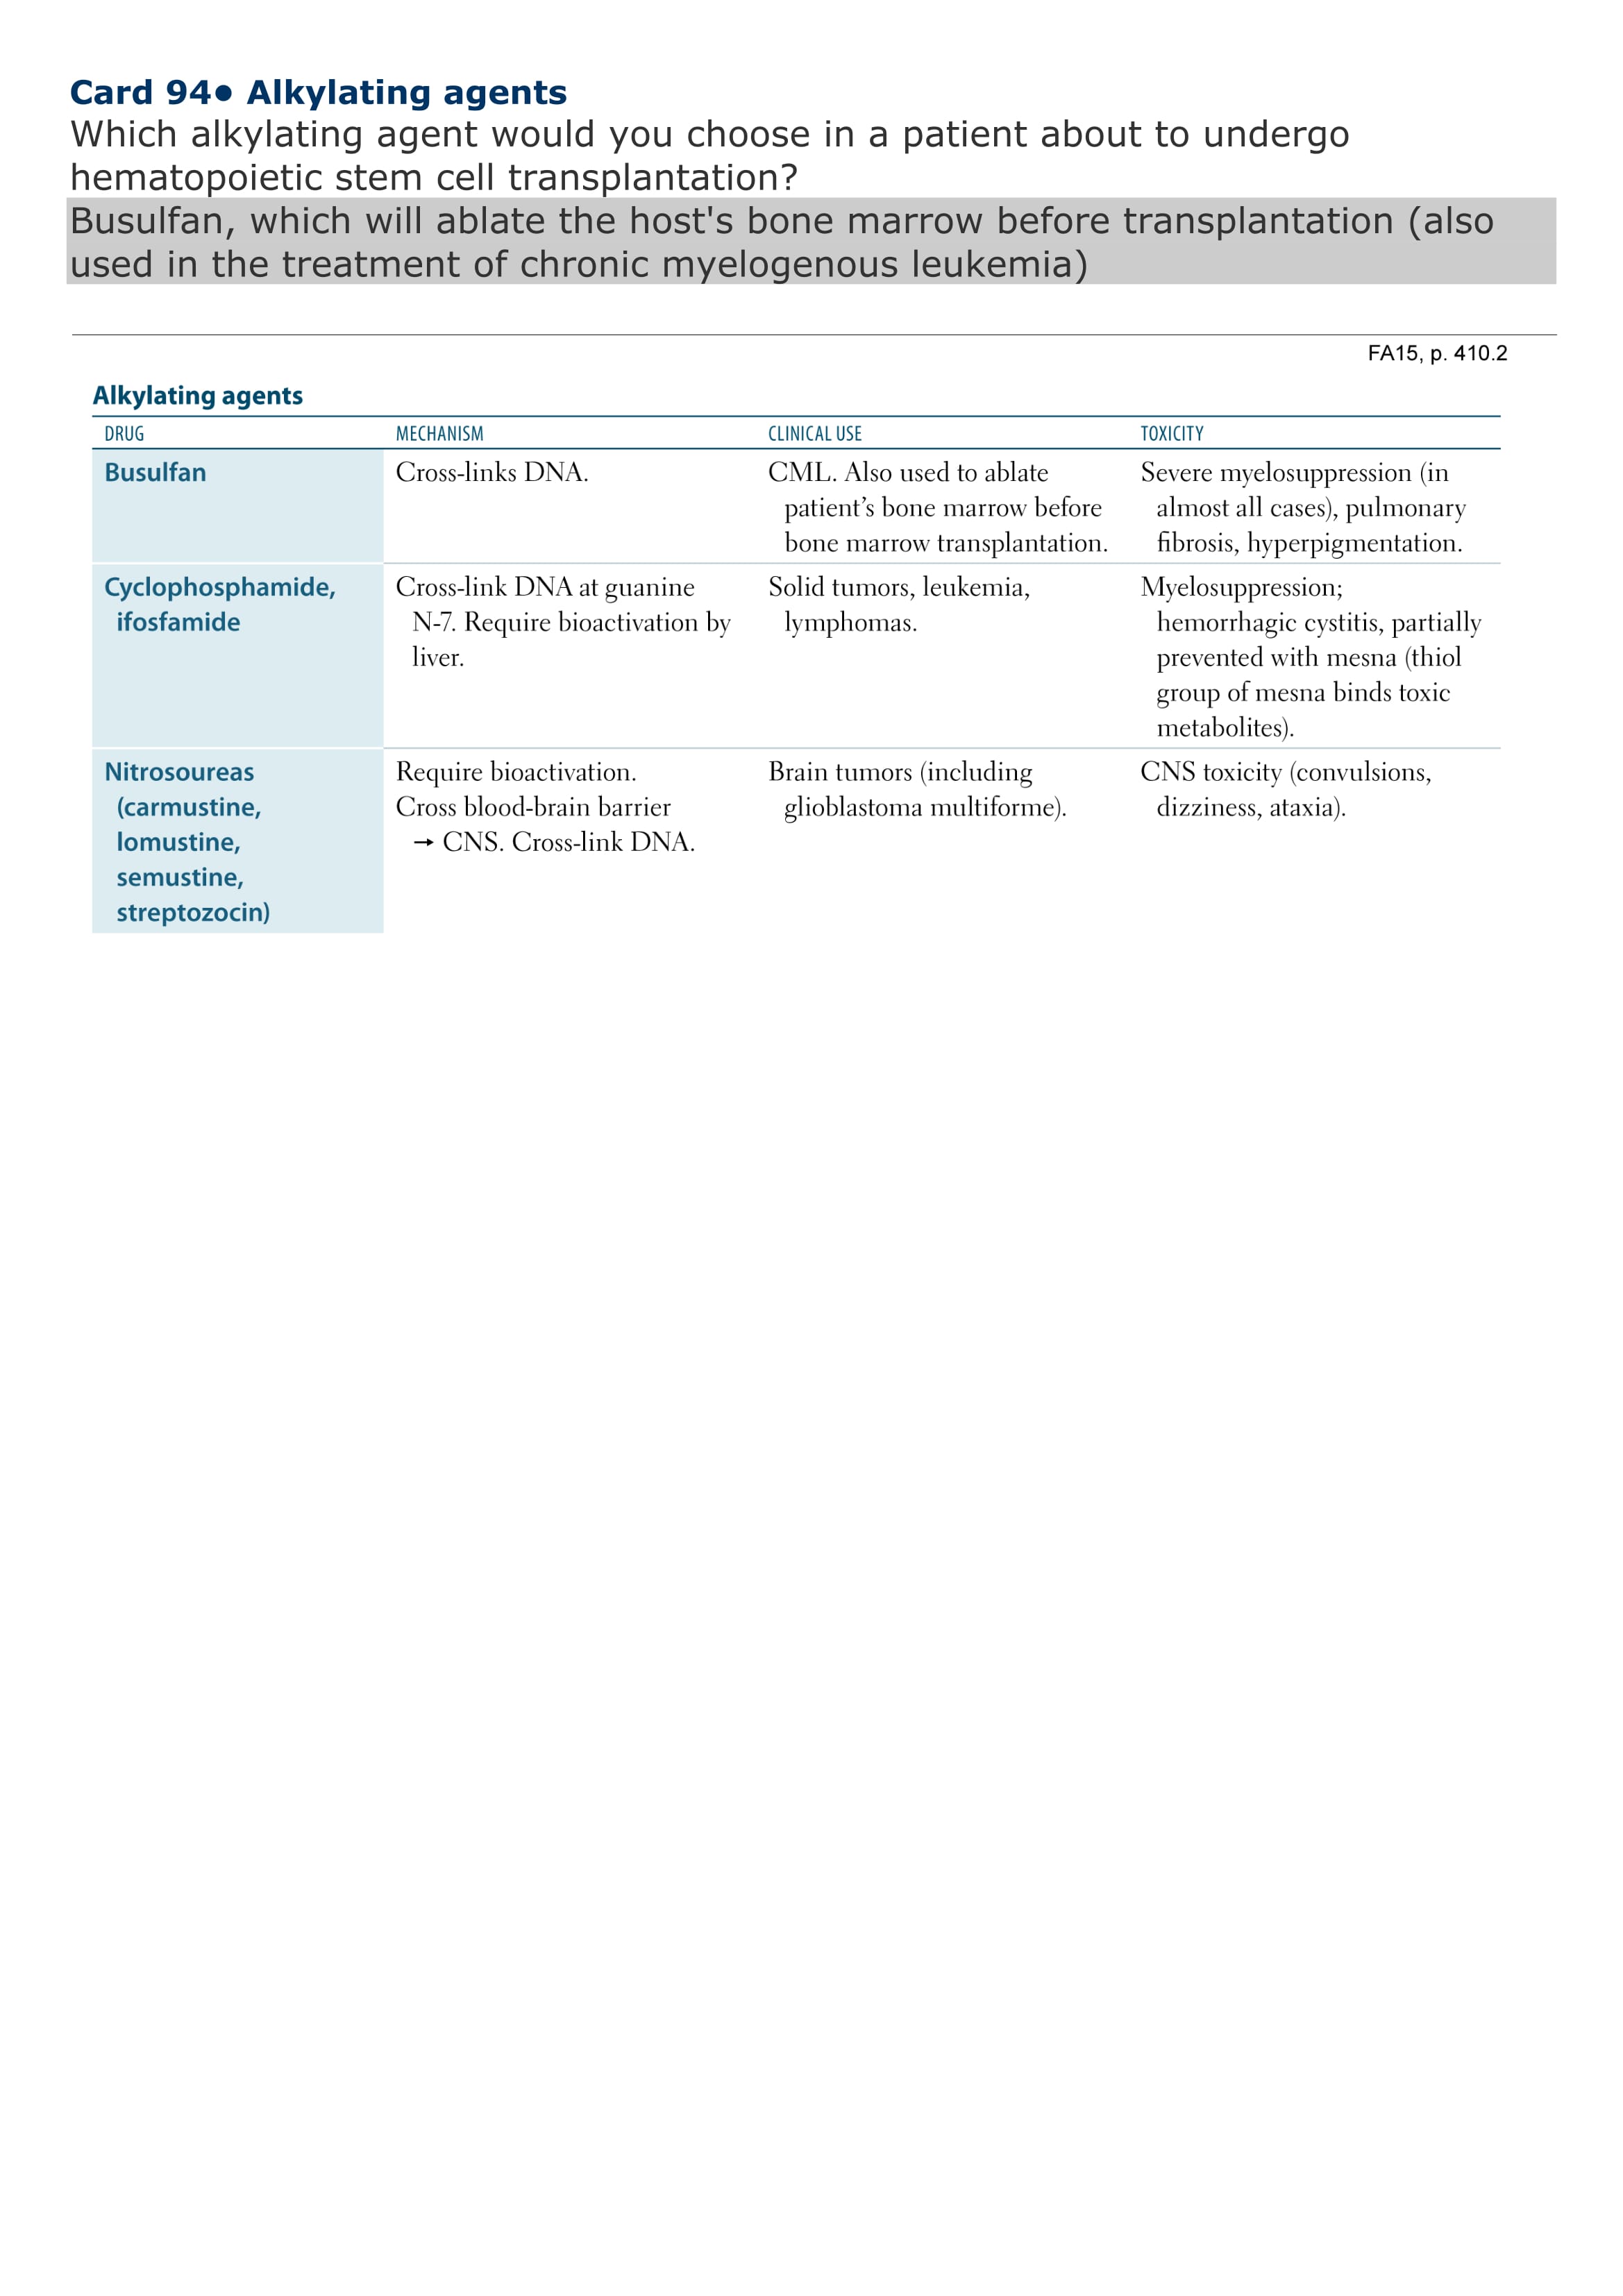 Card 94● Alkylating agents
Which alkylating agent would you choose in a patient about to undergo
hematopoietic stem cell transplantation?
Busulfan, which will ablate the host's bone marrow before transplantation (also
used in the treatment of chronic myelogenous leukemia)
FA15, p. 410.2
Alkylating agents
DRUG MECHANISM CLINICAL USE TOXICITY
Busulfan Cross-links DNA. CML. Also used to ablate Severe myelosuppression (in
patient’s bone marrow before almost all cases), pulmonary
bone marrow transplantation. fibrosis, hyperpigmentation.
Cyclophosphamide, Cross-link DNA at guanine Solid tumors, leukemia, Myelosuppression;
ifosfamide N-7. Require bioactivation by lymphomas. hemorrhagic cystitis, partially
liver. prevented with mesna (thiol
group of mesna binds toxic
metabolites).
Nitrosoureas Require bioactivation. Brain tumors (including CNS toxicity (convulsions,
(carmustine, Cross blood-brain barrier glioblastoma multiforme). dizziness, ataxia).
lomustine, → CNS. Cross-link DNA.
semustine,
streptozocin)